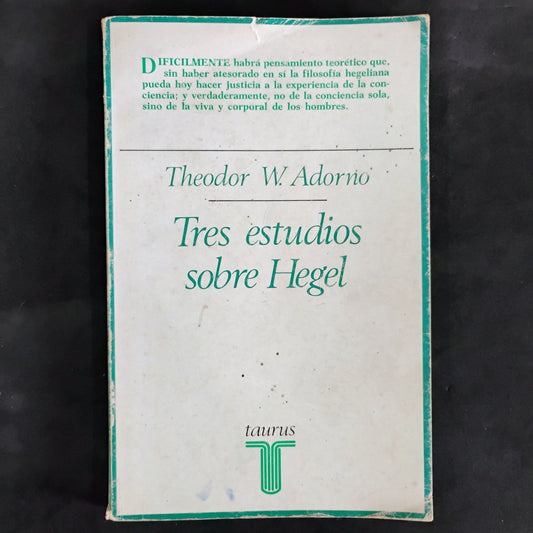 DIFICILMENTE habrá pensamiento teorético que,
sin haber atesorado en sí la filosofía hegeliana
pueda hoy hacer justicia a la experiencia de la con-
ciencia; y verdaderamente, no de la conciencia sola,
sino de la viva y corporal de los hombres.
Theodor W. Adorno
Tres estudios
sobre Hegel
taurus